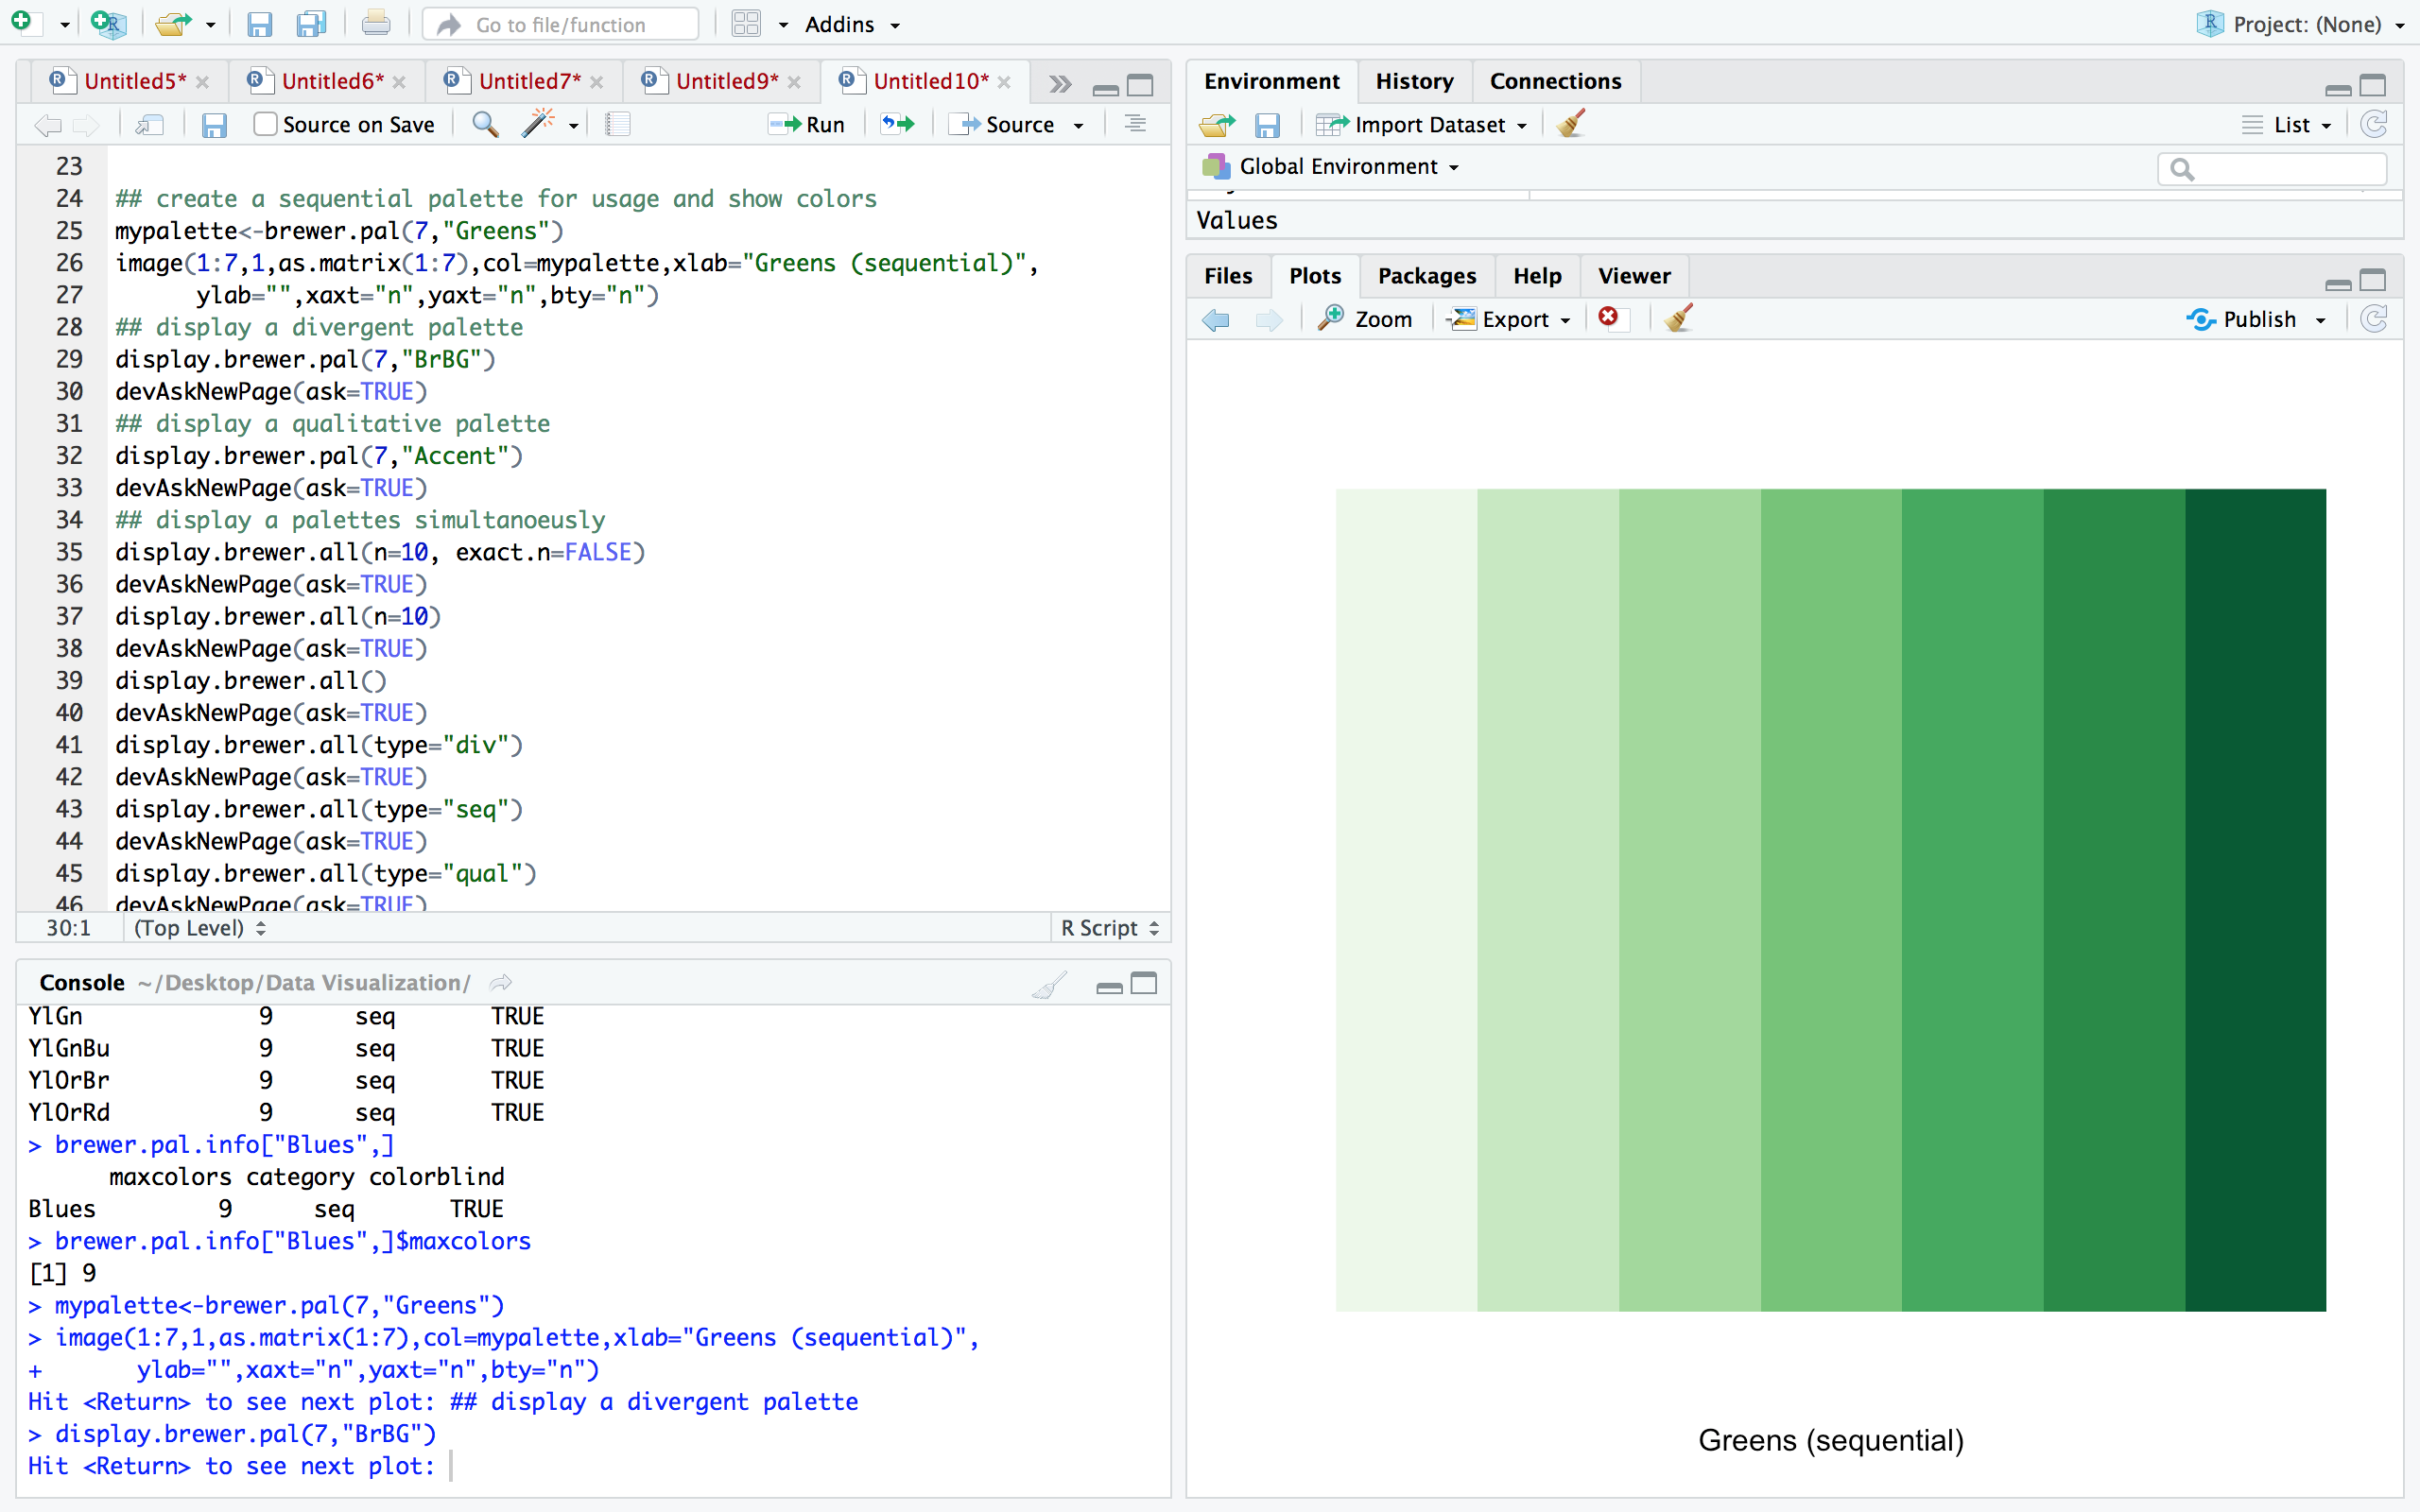 Go to file/function
Addins
Project: (None)
Untitled5*
Untitled6*
Untitled7*
Untitled9*
Untitled10*
Source on Save
Run
Source
23
24 ## create a sequential palette for usage and show colors
25 mypalette<-brewer.pal(7,"Greens")
26 image(1:7,1,as.matrix(1:7),col=mypalette,xlab="Greens (sequential)",
27 ylab="",xaxt="n",yaxt="n",bty="n")
28 ## display a divergent palette
29 display.brewer.pal(7,"BrBG")
30 devAskNewPage(ask=TRUE)
31 ## display a qualitative palette
32 display.brewer.pal(7,"Accent")
33 devAskNewPage(ask=TRUE)
34 ## display a palettes simultanoeusly
35 display.brewer.all(n=10, exact.n=FALSE)
36 devAskNewPage(ask=TRUE)
37 display.brewer.all(n=10)
38 devAskNewPage(ask=TRUE)
39 display.brewer.all()
40 devAskNewPage(ask=TRUE)
41 display.brewer.all(type="div")
42 devAskNewPage(ask=TRUE)
43 display.brewer.all(type="seq")
44 devAskNewPage(ask=TRUE)
45 display.brewer.all(type="qual")
46 devAskNewPage(ask=TRUE)
30:1 (Top Level) R Script
Console ~/Desktop/Data Visualization/
YlGn 9 seq TRUE
YlGnBu 9 seq TRUE
YlOrBr 9 seq TRUE
YlOrRd 9 seq TRUE
> brewer.pal.info["Blues",]
maxcolors category colorblind
Blues 9 seq TRUE
> brewer.pal.info["Blues",]$maxcolors
[1] 9
> mypalette<-brewer.pal(7,"Greens")
> image(1:7,1,as.matrix(1:7),col=mypalette,xlab="Greens (sequential)",
+ ylab="",xaxt="n",yaxt="n",bty="n")
Hit <Return> to see next plot: ## display a divergent palette
> display.brewer.pal(7,"BrBG")
Hit <Return> to see next plot:
Environment History Connections
Import Dataset
List
Global Environment
Values
Files Plots Packages Help Viewer
Zoom Export Publish
Greens (sequential)